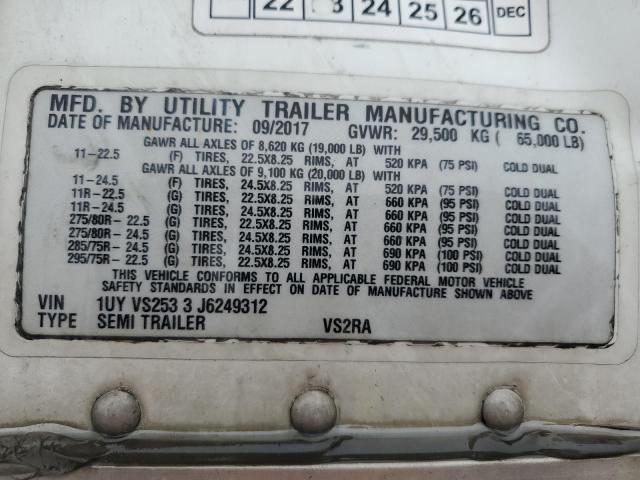 22 3 24 25 26 DEC
MFD. BY UTILITY TRAILER MANUFACTURING CO.
DATE OF MANUFACTURE: 09/2017 GVWR: 29,500 KG ( 65,000 LB)
GAWR ALL AXLES OF 8,620 KG (19,000 LB) WITH
11-22.5 (F) TIRES, 22.5X8.25 RIMS, AT 520 KPA (75 PSI) COLD DUAL
GAWR ALL AXLES OF 9,100 KG (20,000 LB) WITH
11-24.5 (F) TIRES, 24.5X8.25 RIMS, AT 520 KPA (75 PSI) COLD DUAL
11R-22.5 (G) TIRES, 22.5X8.25 RIMS, AT 660 KPA (95 PSI) COLD DUAL
11R-24.5 (G) TIRES, 24.5X8.25 RIMS, AT 660 KPA (95 PSI) COLD DUAL
275/80R-22.5 (G) TIRES, 22.5X8.25 RIMS, AT 660 KPA (95 PSI) COLD DUAL
275/80R-24.5 (G) TIRES, 24.5X8.25 RIMS, AT 660 KPA (95 PSI) COLD DUAL
285/75R-24.5 (G) TIRES, 24.5X8.25 RIMS, AT 690 KPA (100 PSI) COLD DUAL
295/75R-22.5 (G) TIRES, 22.5X8.25 RIMS, AT 690 KPA (100 PSI) COLD DUAL
THIS VEHICLE CONFORMS TO ALL APPLICABLE FEDERAL MOTOR VEHICLE
SAFETY STANDARDS IN EFFECT ON DATE OF MANUFACTURE SHOWN ABOVE
VIN 1UY VS253 3 J6249312
TYPE SEMI TRAILER VS2RA